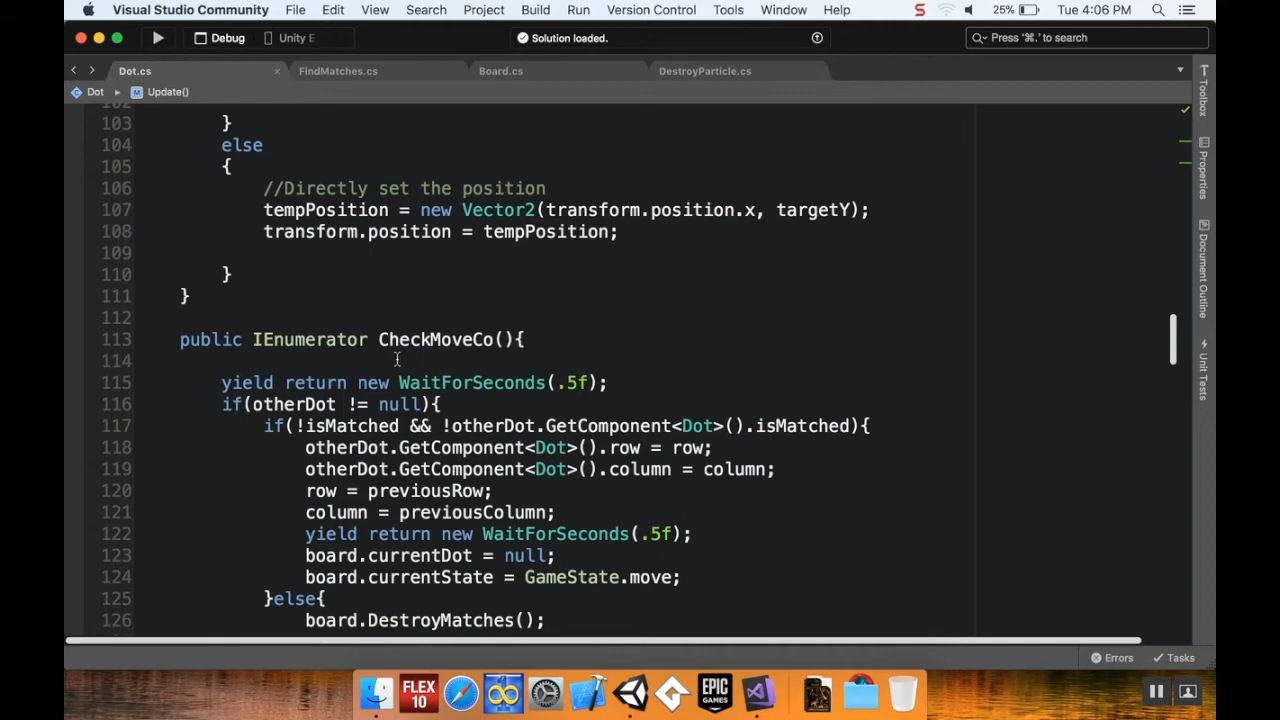 Visual Studio Community File Edit View Search Project Build Run Version Control Tools Window Help S 25% Tue 4:06 PM
Debug Unity E Solution loaded. Press '⌘.' to search
Dot.cs × FindMatches.cs Board.cs DestroyParticle.cs
Dot ▸ M Update()
103 }
104 else
105 {
106 //Directly set the position
107 tempPosition = new Vector2(transform.position.x, targetY);
108 transform.position = tempPosition;
109
110 }
111 }
112
113 public IEnumerator CheckMoveCo(){
114
115 yield return new WaitForSeconds(.5f);
116 if(otherDot != null){
117 if(!isMatched && !otherDot.GetComponent<Dot>().isMatched){
118 otherDot.GetComponent<Dot>().row = row;
119 otherDot.GetComponent<Dot>().column = column;
120 row = previousRow;
121 column = previousColumn;
122 yield return new WaitForSeconds(.5f);
123 board.currentDot = null;
124 board.currentState = GameState.move;
125 }else{
126 board.DestroyMatches();
Toolbox
Properties
Document Outline
Unit Tests
Errors Tasks
FLEX
10
EPIC
GAMES